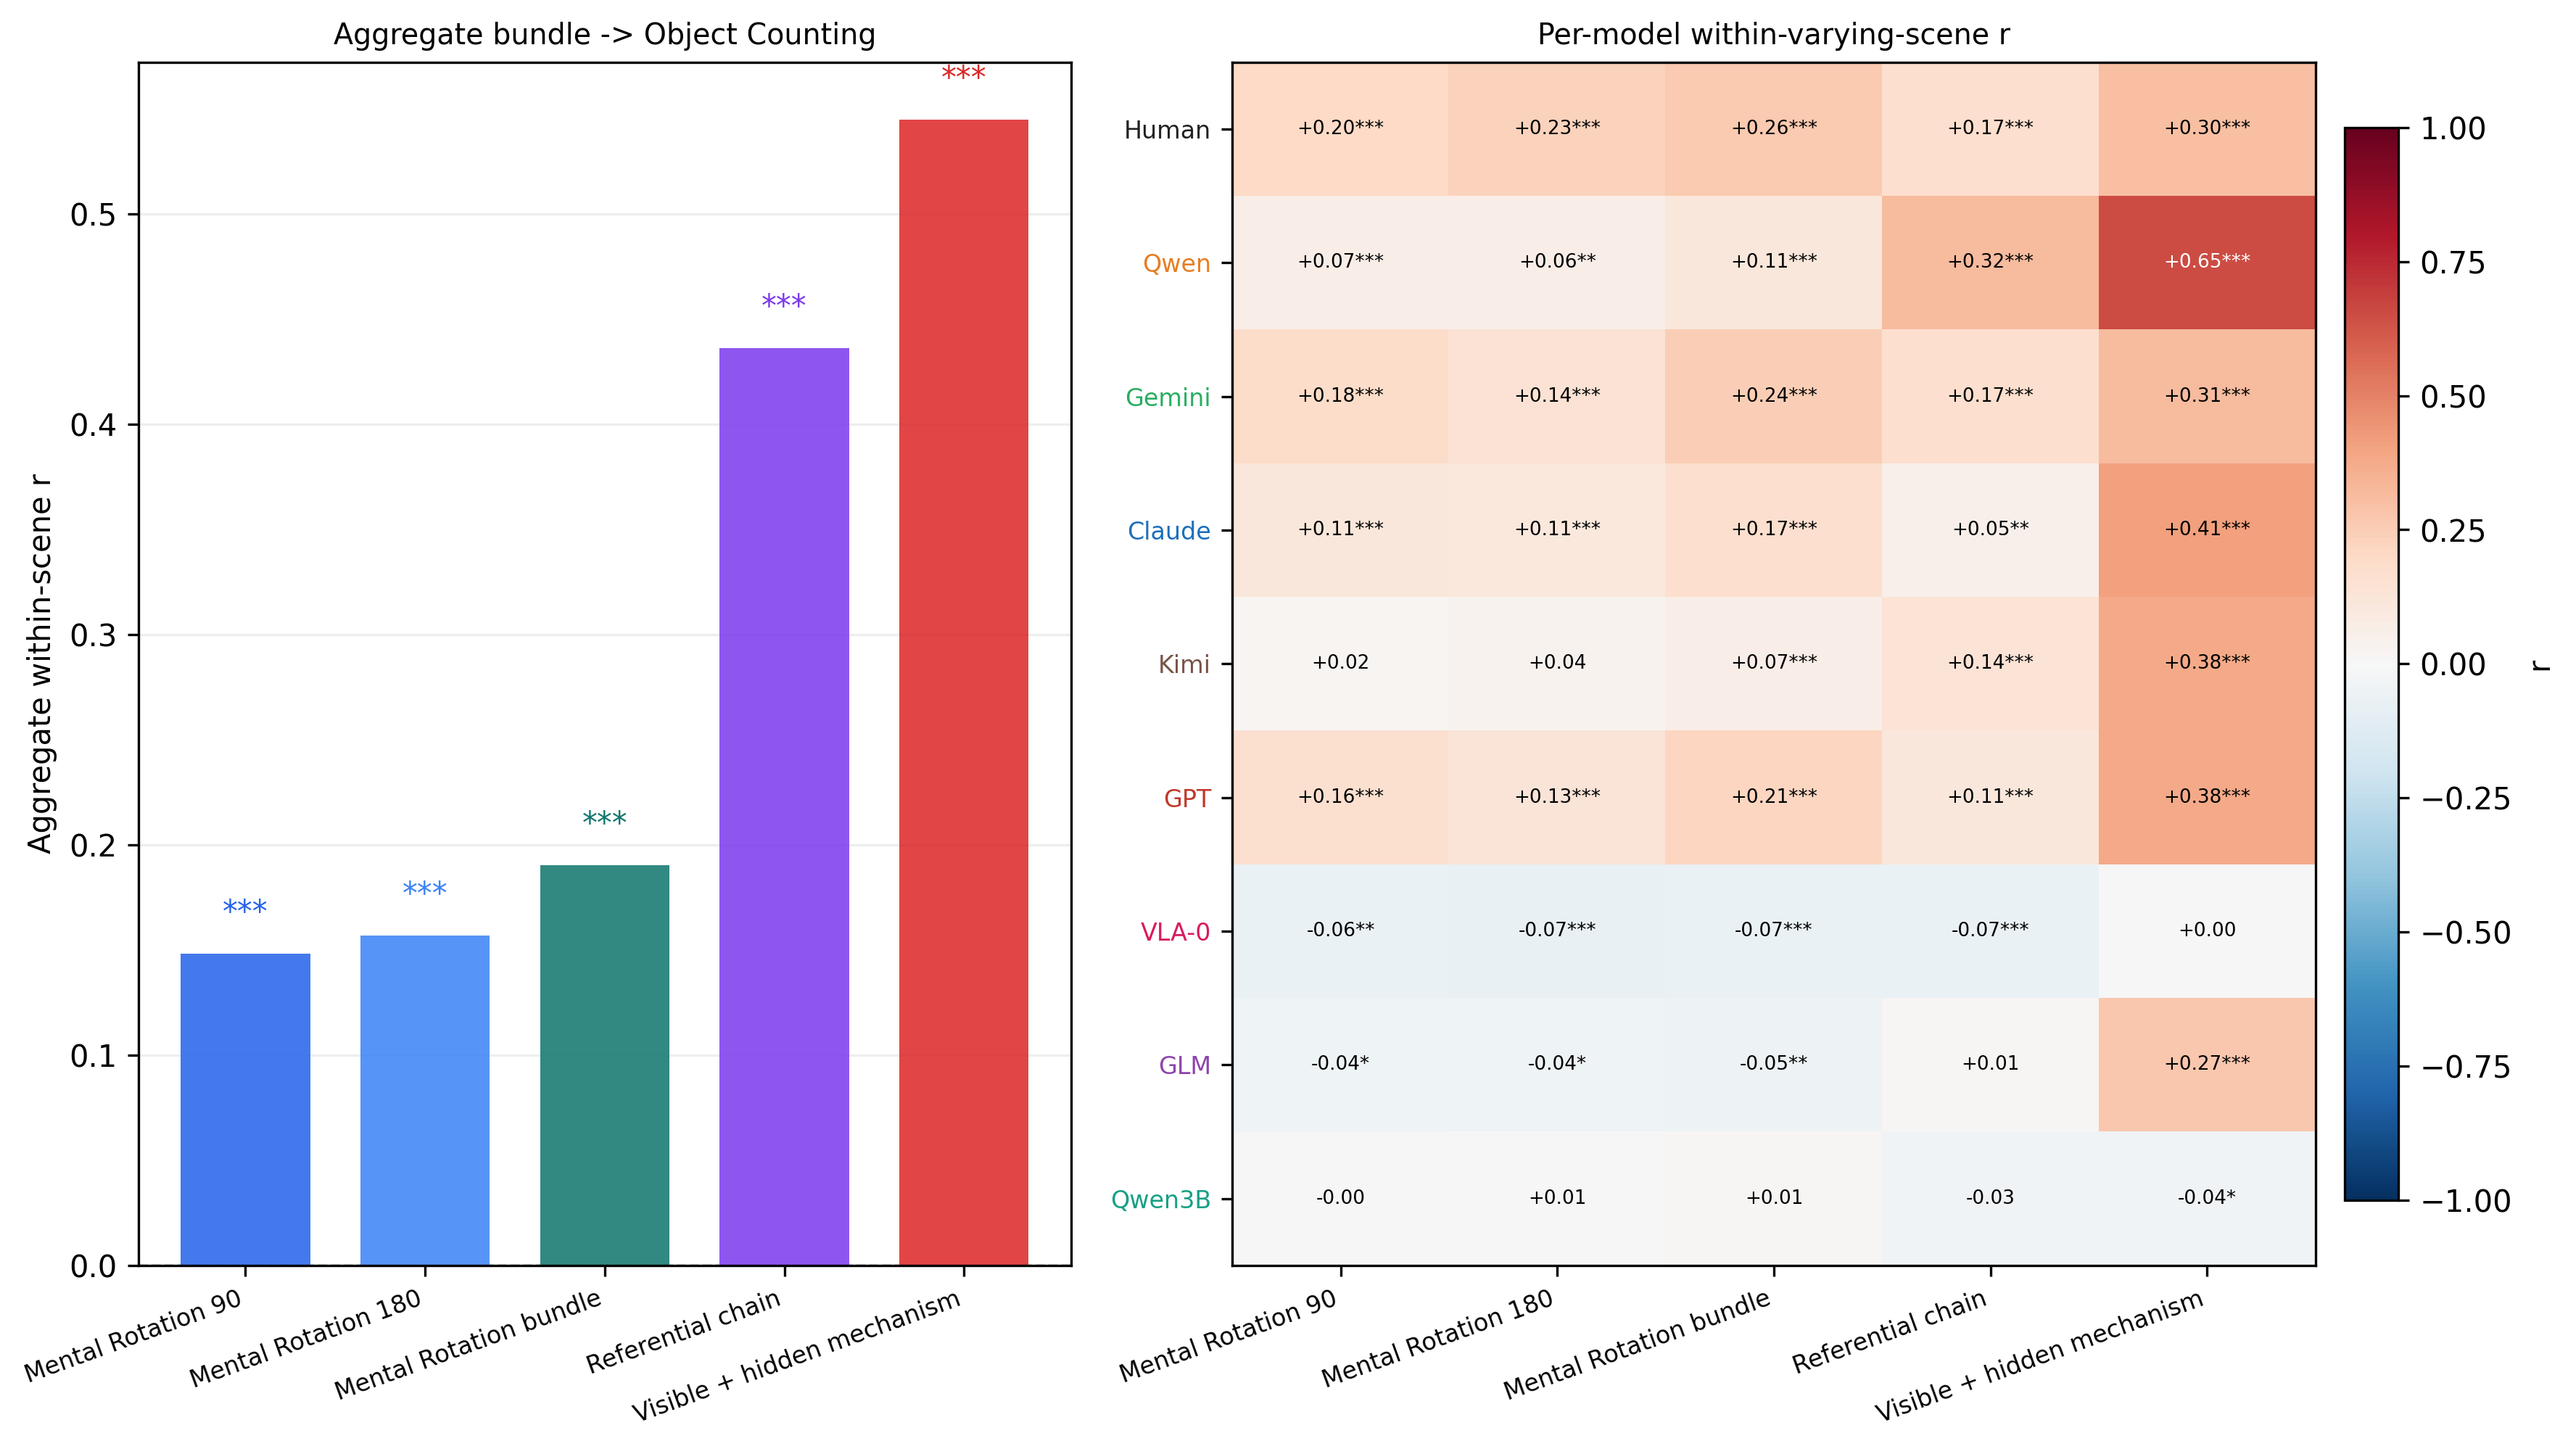 Aggregate bundle -> Object Counting
Aggregate within-scene r
0.5
0.4
0.3
0.2
0.1
0.0
***
***
***
***
***
Mental Rotation 90
Mental Rotation 180
Mental Rotation bundle
Referential chain
Visible + hidden mechanism
Per-model within-varying-scene r
Human +0.20*** +0.23*** +0.26*** +0.17*** +0.30***
Qwen +0.07*** +0.06** +0.11*** +0.32*** +0.65***
Gemini +0.18*** +0.14*** +0.24*** +0.17*** +0.31***
Claude +0.11*** +0.11*** +0.17*** +0.05** +0.41***
Kimi +0.02 +0.04 +0.07*** +0.14*** +0.38***
GPT +0.16*** +0.13*** +0.21*** +0.11*** +0.38***
VLA-0 -0.06** -0.07*** -0.07*** -0.07*** +0.00
GLM -0.04* -0.04* -0.05** +0.01 +0.27***
Qwen3B -0.00 +0.01 +0.01 -0.03 -0.04*
Mental Rotation 90
Mental Rotation 180
Mental Rotation bundle
Referential chain
Visible + hidden mechanism
1.00
0.75
0.50
0.25
0.00
−0.25
−0.50
−0.75
−1.00
r